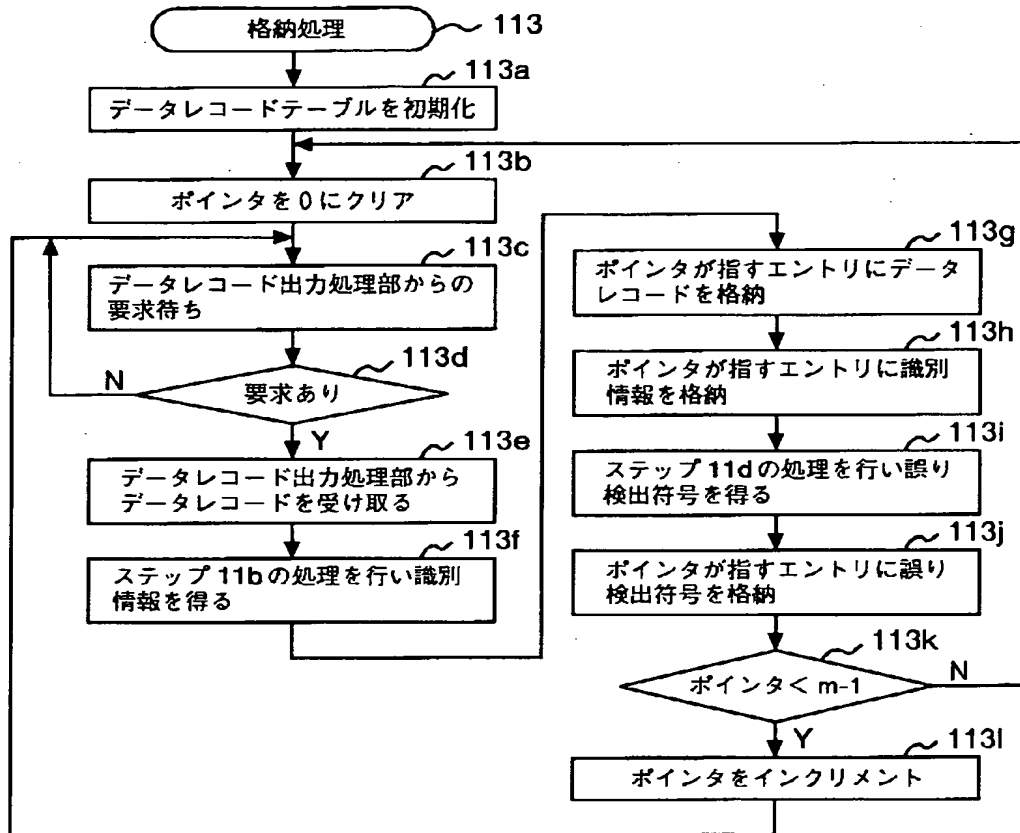 格納処理
113
113a
データレコードテーブルを初期化
113b
ポインタを0にクリア
113c
データレコード出力処理部からの
要求待ち
113d
要求あり
N
Y
113e
データレコード出力処理部から
データレコードを受け取る
113f
ステップ11bの処理を行い識別
情報を得る
113g
ポインタが指すエントリにデータ
レコードを格納
113h
ポインタが指すエントリに識別
情報を格納
113i
ステップ11dの処理を行い誤り
検出符号を得る
113j
ポインタが指すエントリに誤り
検出符号を格納
113k
ポインタ< m-1
N
Y
113l
ポインタをインクリメント